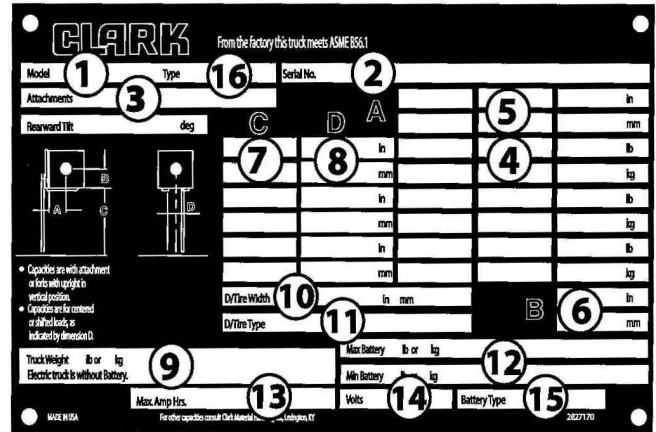 CLARK From the factory this truck meets ASME B56.1
Model 1 Type 16 Serial No. 2
Attachments 3
A 5 in
Rearward Tilt deg C D mm
7 8 in 4 lb
mm kg
in lb
mm kg
in lb
mm kg
A B C D
• Capacities are with attachment
or forks with upright in
vertical position.
• Capacities are for centered
or shifted loads, as
indicated by dimension D.
D/Tire Width 10 in mm B 6 in
D/Tire Type 11 mm
Truck Weight lb or kg 9
Electric truck is without Battery.
Max Battery lb or kg 12
Min Battery kg
Max. Amp Hrs. 13 Volts 14 Battery Type 15
MADE IN USA For other capacities consult Clark Material Co., Lexington, KY 2827170